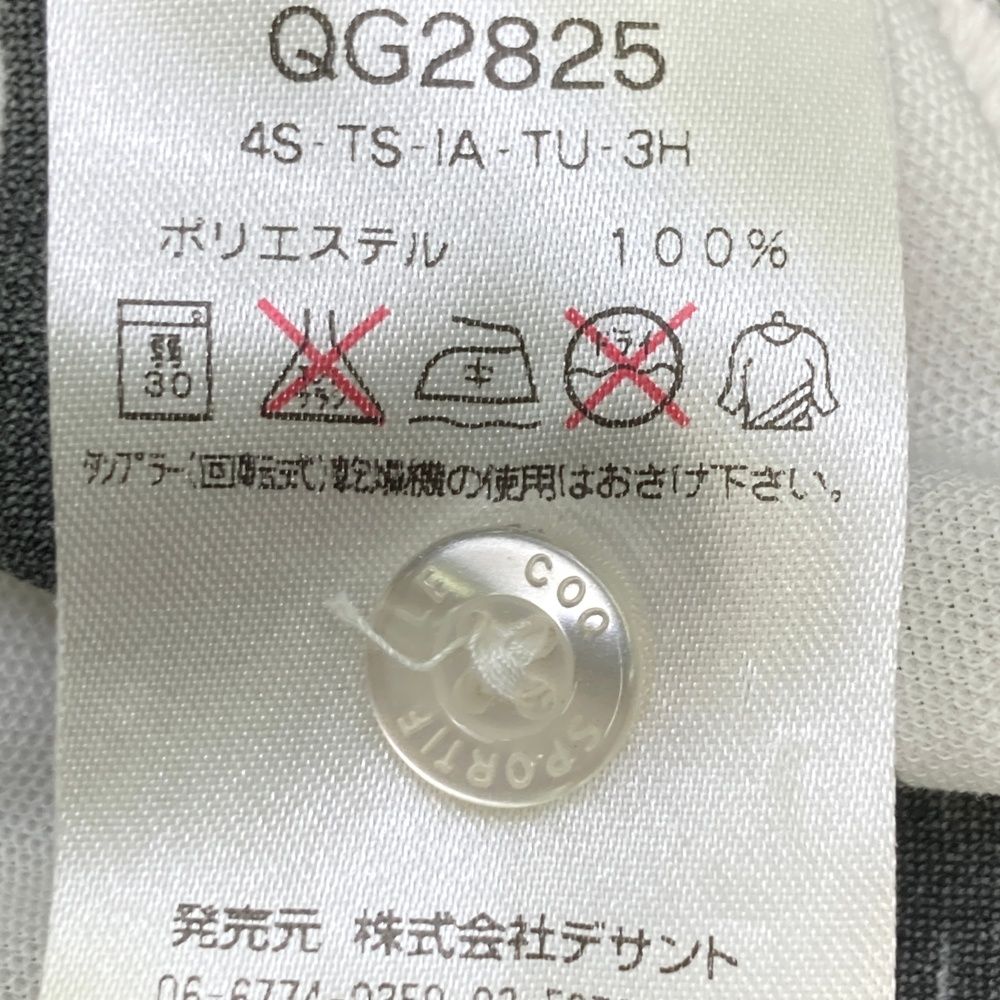 QG2825
4S-TS-IA-TU-3H
ポリエステル 100%
弱
30
中
ドライ
タンブラー(回転式)乾燥機の使用はおさけ下さい。
LE COQ SPORTIF
発売元 株式会社デサント